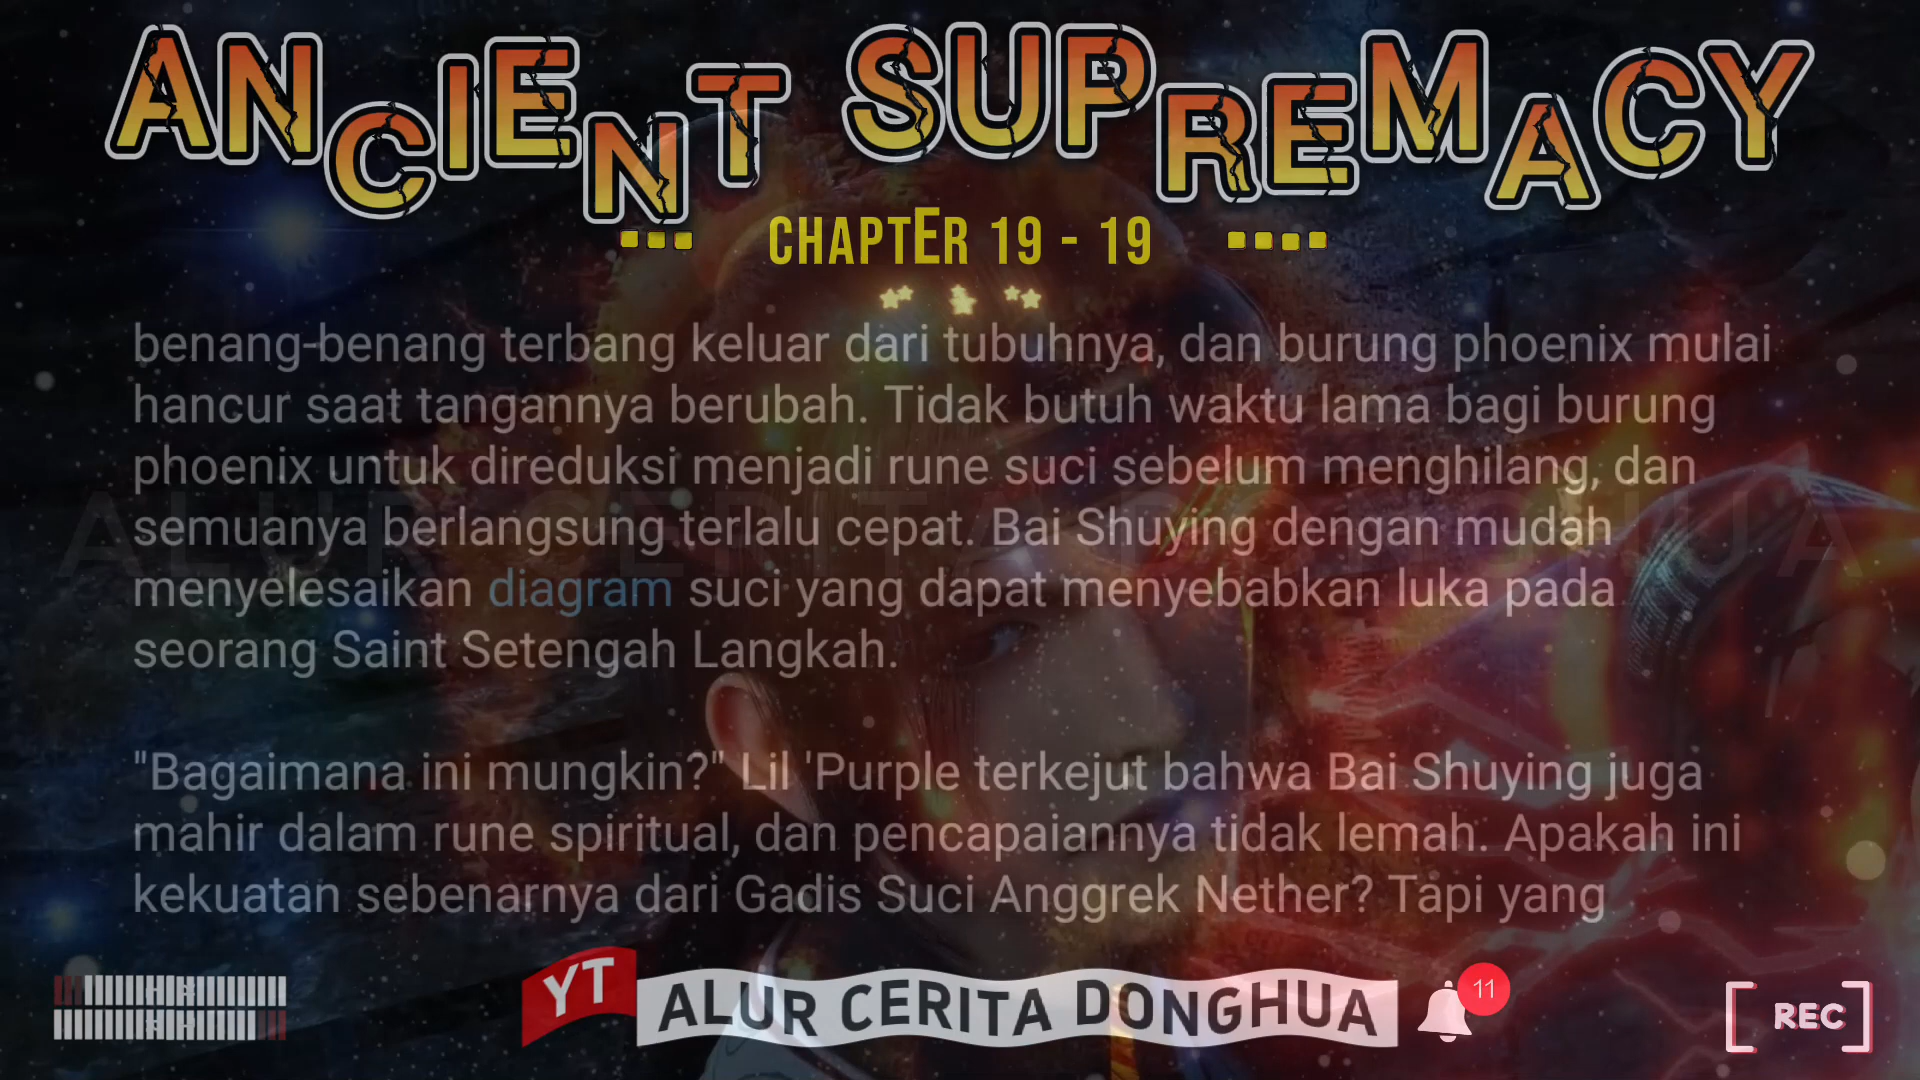 ANCIENT SUPREMACY
CHAPTER 19 - 19
benang-benang terbang keluar dari tubuhnya, dan burung phoenix mulai
hancur saat tangannya berubah. Tidak butuh waktu lama bagi burung
phoenix untuk direduksi menjadi rune suci sebelum menghilang, dan
ALUR CERITA DONGHUA
semuanya berlangsung terlalu cepat. Bai Shuying dengan mudah
menyelesaikan diagram suci yang dapat menyebabkan luka pada
seorang Saint Setengah Langkah.
"Bagaimana ini mungkin?" Lil 'Purple terkejut bahwa Bai Shuying juga
mahir dalam rune spiritual, dan pencapaiannya tidak lemah. Apakah ini
kekuatan sebenarnya dari Gadis Suci Anggrek Nether? Tapi yang
YT ALUR CERITA DONGHUA 11
REC